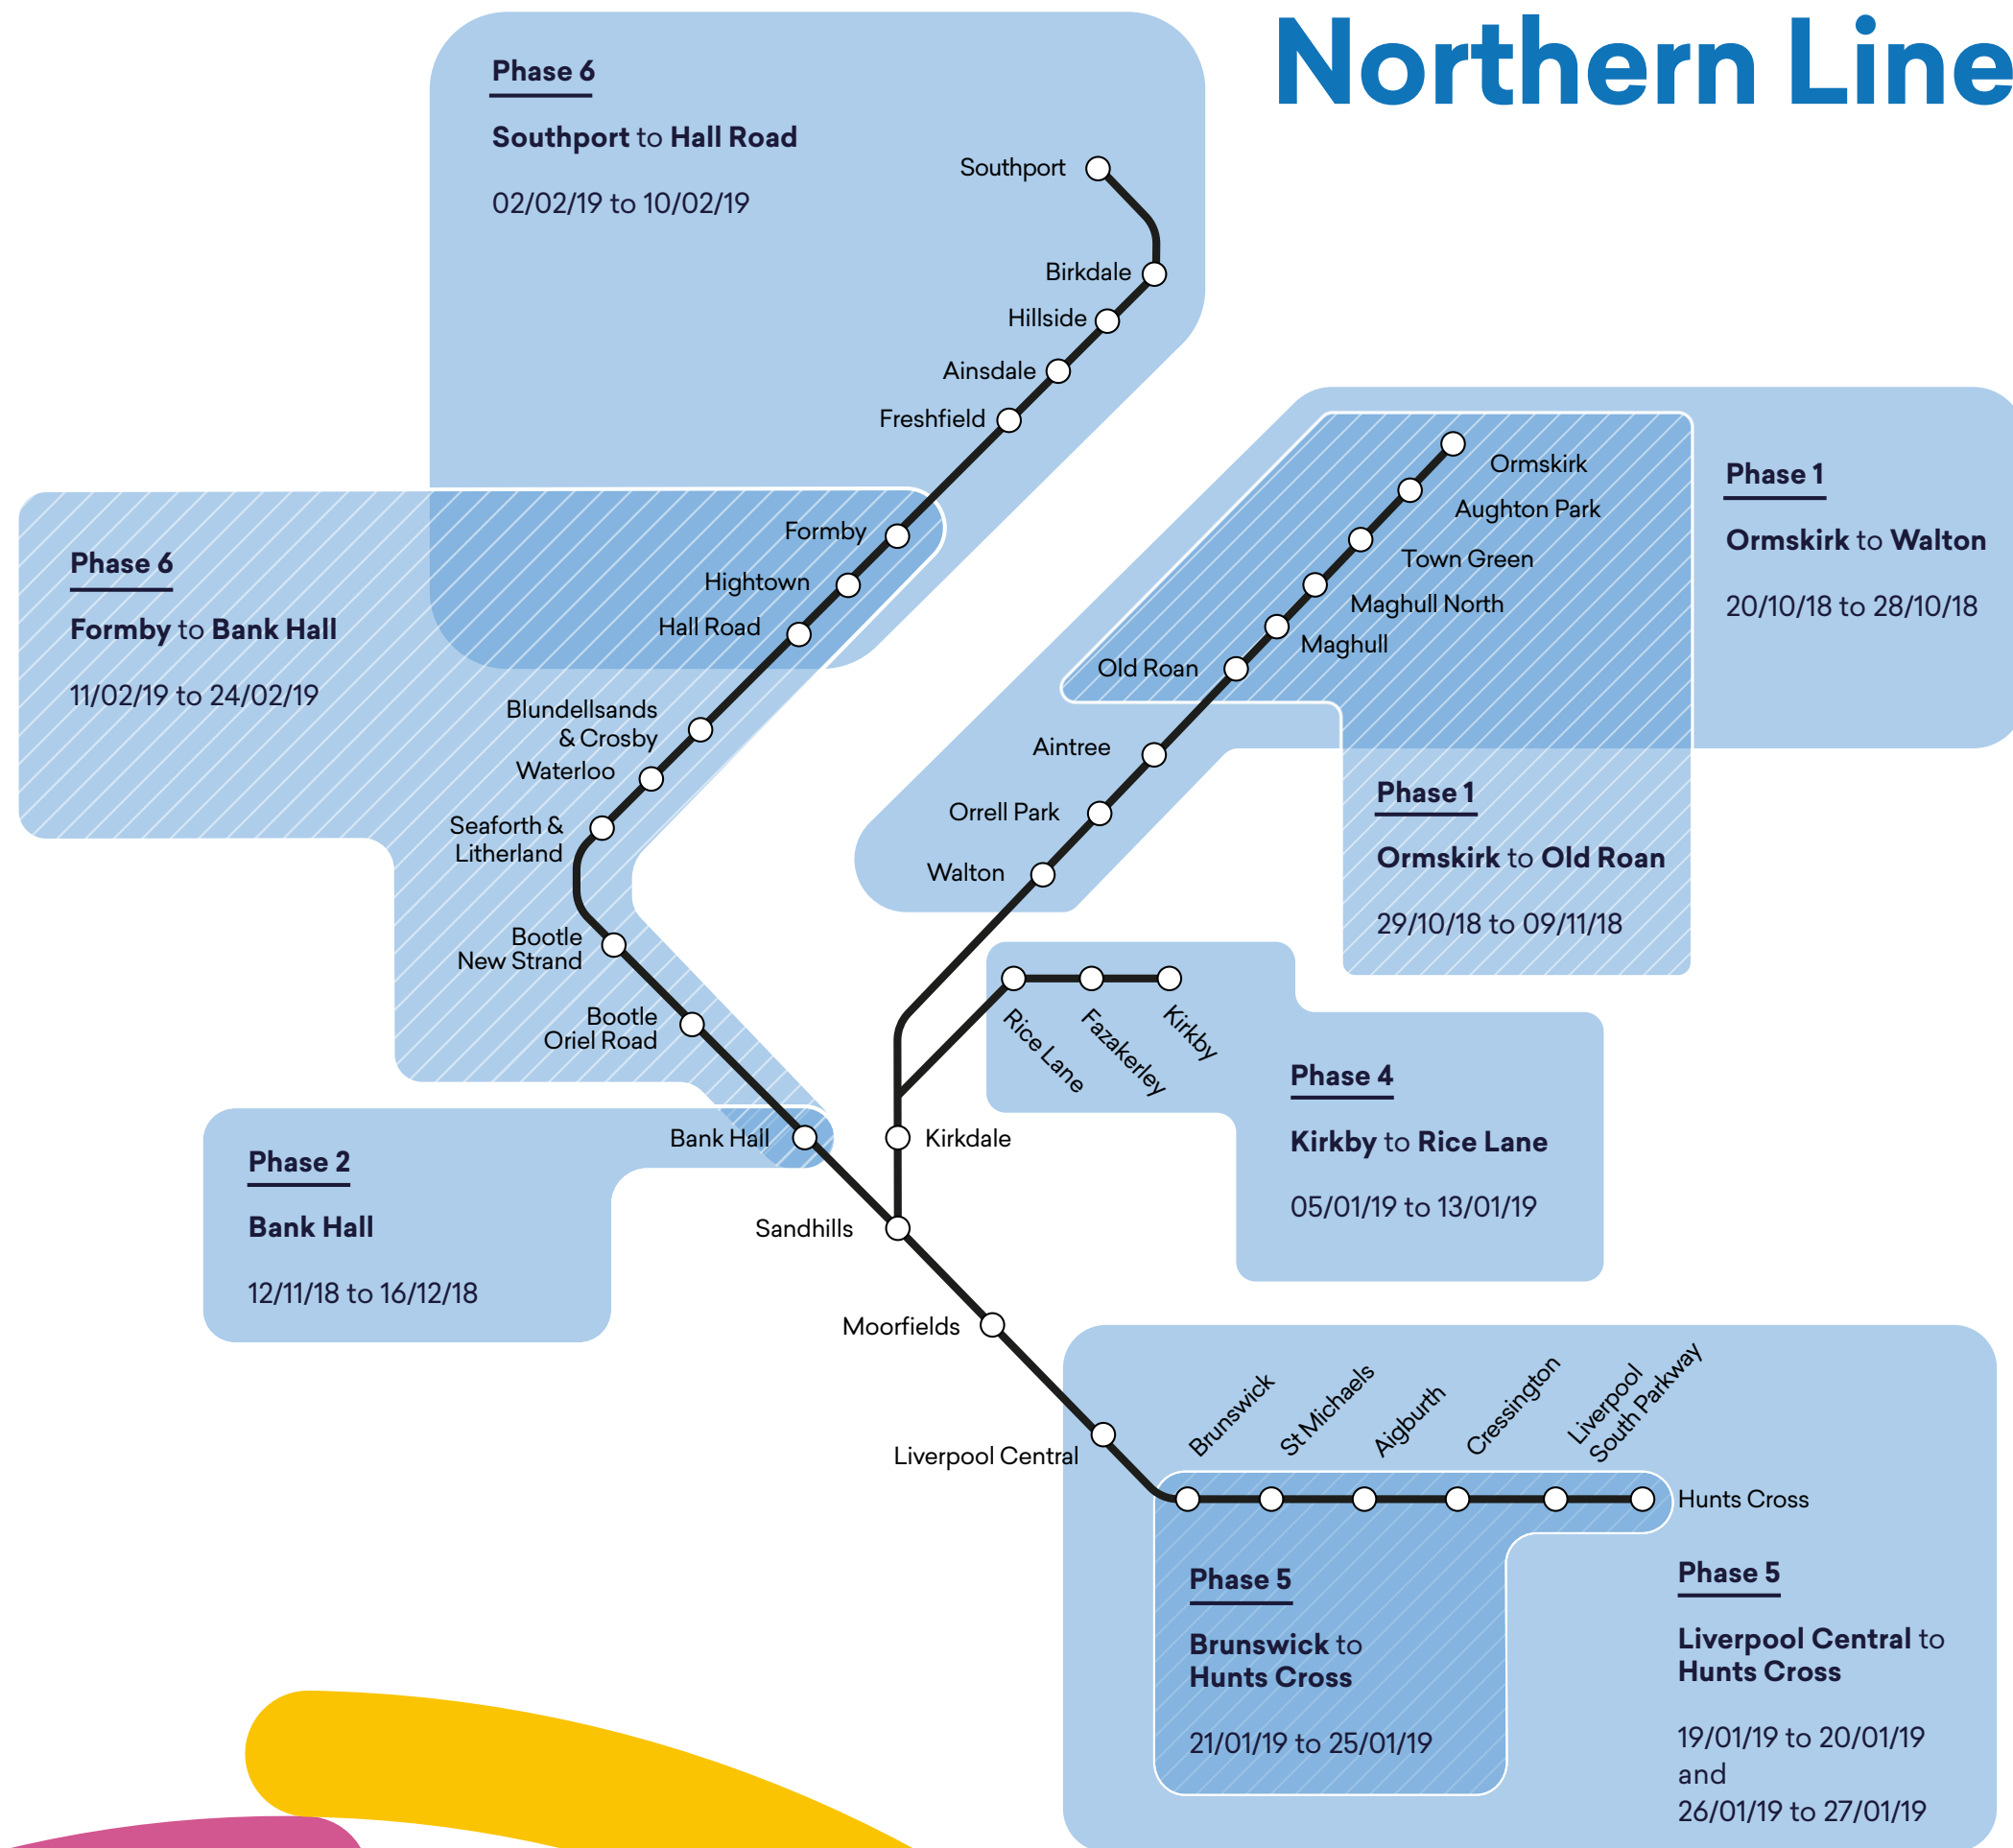 Northern Line
Phase 6
Southport to Hall Road
02/02/19 to 10/02/19
Southport
Birkdale
Hillside
Ainsdale
Freshfield
Phase 6
Formby to Bank Hall
11/02/19 to 24/02/19
Formby
Hightown
Hall Road
Blundellsands
& Crosby
Waterloo
Seaforth &
Litherland
Bootle
New Strand
Bootle
Oriel Road
Bank Hall
Phase 1
Ormskirk to Walton
20/10/18 to 28/10/18
Ormskirk
Aughton Park
Town Green
Maghull North
Maghull
Old Roan
Aintree
Orrell Park
Walton
Phase 1
Ormskirk to Old Roan
29/10/18 to 09/11/18
Rice Lane
Fazakerley
Kirkby
Phase 4
Kirkby to Rice Lane
05/01/19 to 13/01/19
Kirkdale
Phase 2
Bank Hall
12/11/18 to 16/12/18
Sandhills
Moorfields
Liverpool Central
Brunswick
St Michaels
Aigburth
Cressington
Liverpool
South Parkway
Hunts Cross
Phase 5
Brunswick to
Hunts Cross
21/01/19 to 25/01/19
Phase 5
Liverpool Central to
Hunts Cross
19/01/19 to 20/01/19
and
26/01/19 to 27/01/19